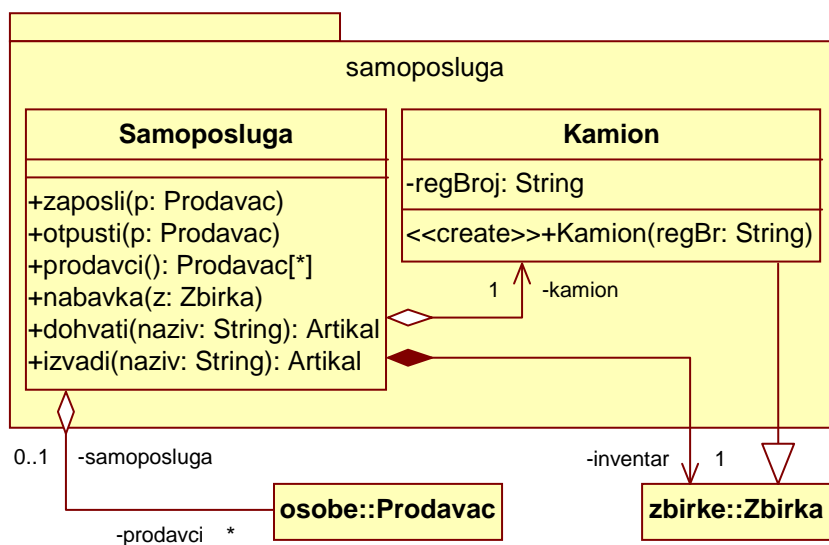 samoposluga
Samoposluga
+zaposli(p: Prodavac)
+otpusti(p: Prodavac)
+prodavci(): Prodavac[*]
+nabavka(z: Zbirka)
+dohvati(naziv: String): Artikal
+izvadi(naziv: String): Artikal
Kamion
-regBroj: String
<<create>>+Kamion(regBr: String)
1 -kamion
0..1 -samoposluga
-inventar 1
osobe::Prodavac
zbirke::Zbirka
-prodavci *